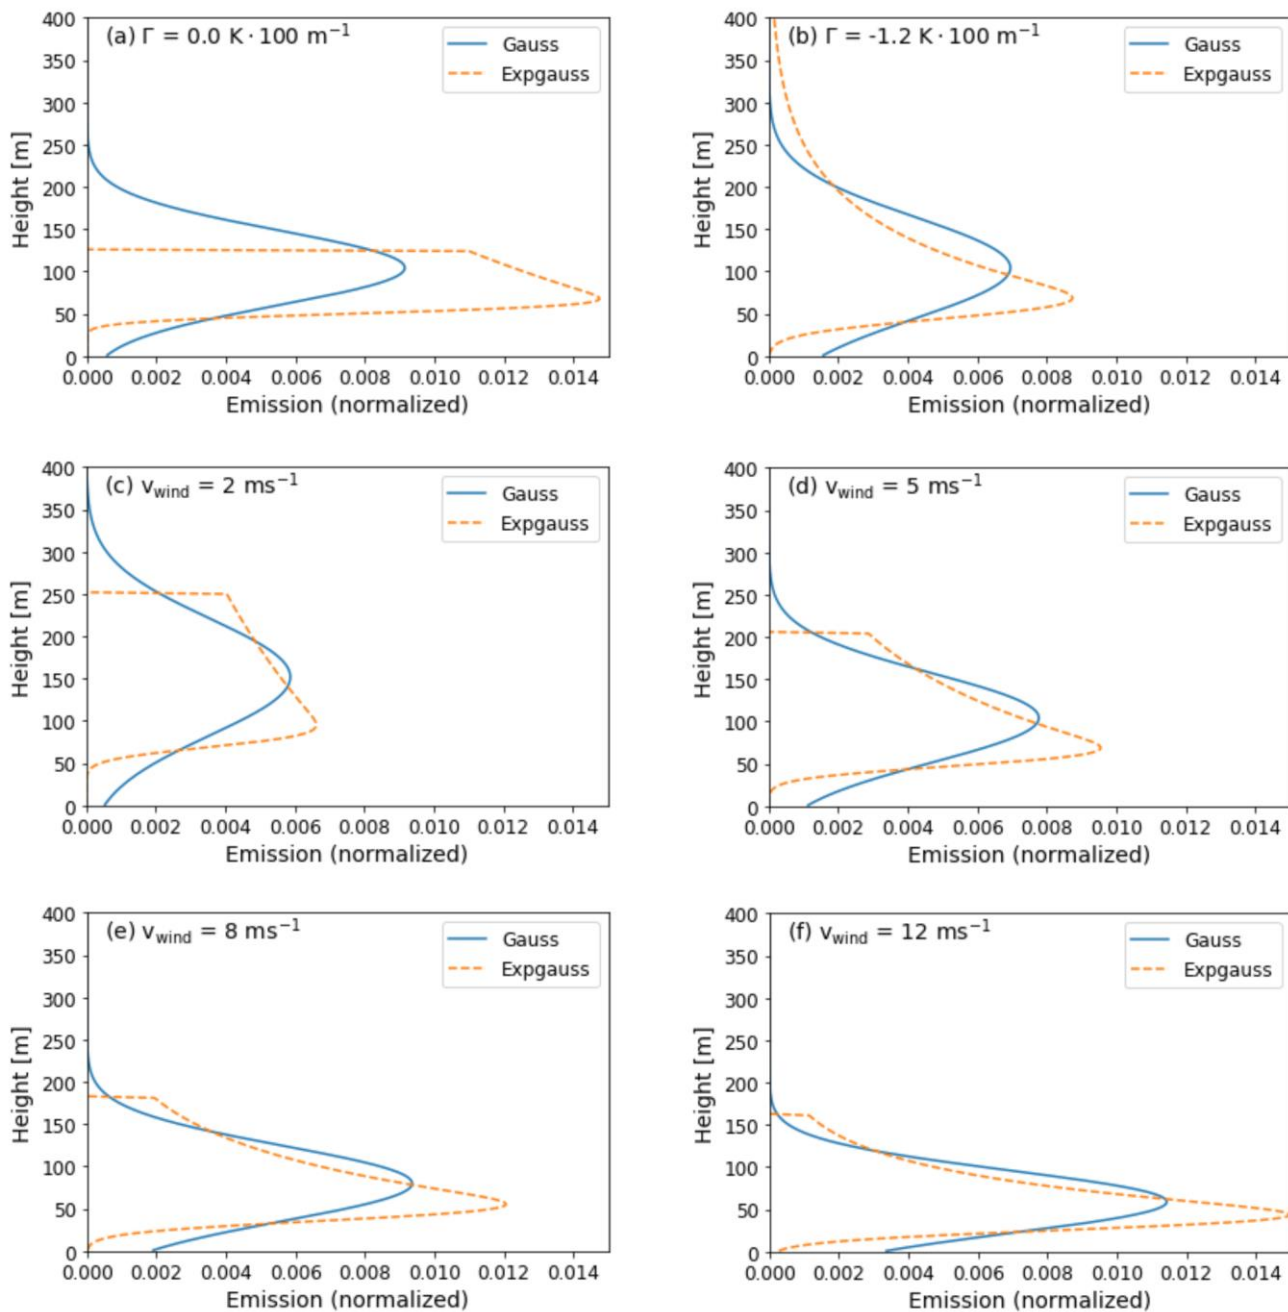 (a) Γ = 0.0 K · 100 m⁻¹
Gauss
Expgauss
Height [m]
400
350
300
250
200
150
100
50
0
0.000 0.002 0.004 0.006 0.008 0.010 0.012 0.014
Emission (normalized)
(b) Γ = -1.2 K · 100 m⁻¹
Gauss
Expgauss
Height [m]
400
350
300
250
200
150
100
50
0
0.000 0.002 0.004 0.006 0.008 0.010 0.012 0.014
Emission (normalized)
(c) v_wind = 2 ms⁻¹
Gauss
Expgauss
Height [m]
400
350
300
250
200
150
100
50
0
0.000 0.002 0.004 0.006 0.008 0.010 0.012 0.014
Emission (normalized)
(d) v_wind = 5 ms⁻¹
Gauss
Expgauss
Height [m]
400
350
300
250
200
150
100
50
0
0.000 0.002 0.004 0.006 0.008 0.010 0.012 0.014
Emission (normalized)
(e) v_wind = 8 ms⁻¹
Gauss
Expgauss
Height [m]
400
350
300
250
200
150
100
50
0
0.000 0.002 0.004 0.006 0.008 0.010 0.012 0.014
Emission (normalized)
(f) v_wind = 12 ms⁻¹
Gauss
Expgauss
Height [m]
400
350
300
250
200
150
100
50
0
0.000 0.002 0.004 0.006 0.008 0.010 0.012 0.014
Emission (normalized)